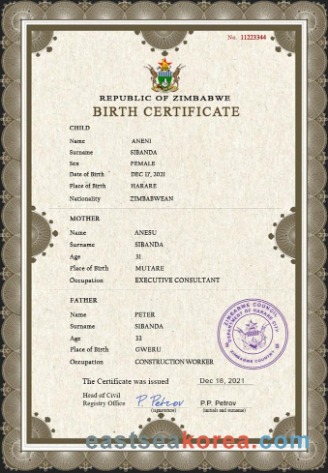 No. 11223344
REPUBLIC OF ZIMBABWE
BIRTH CERTIFICATE
CHILD
Name ANENI
Surname SIBANDA
Sex FEMALE
Date of Birth DEC 17, 2021
Place of Birth HARARE
Nationality ZIMBABWEAN
MOTHER
Name ANESU
Surname SIBANDA
Age 31
Place of Birth MUTARE
Occupation EXECUTIVE CONSULTANT
FATHER
Name PETER
Surname SIBANDA
Age 33
Place of Birth GWERU
Occupation CONSTRUCTION WORKER
ZIMBABWE COUNCIL
DEPARTMENT OF HARARE CITY
ZIMBABWE COUNTRY
The Certificate was issued Dec 18, 2021
Head of Civil
Registry Office P. Petrov P.P. Petrov
(signature) (initials and surname)
eastseakorea.com